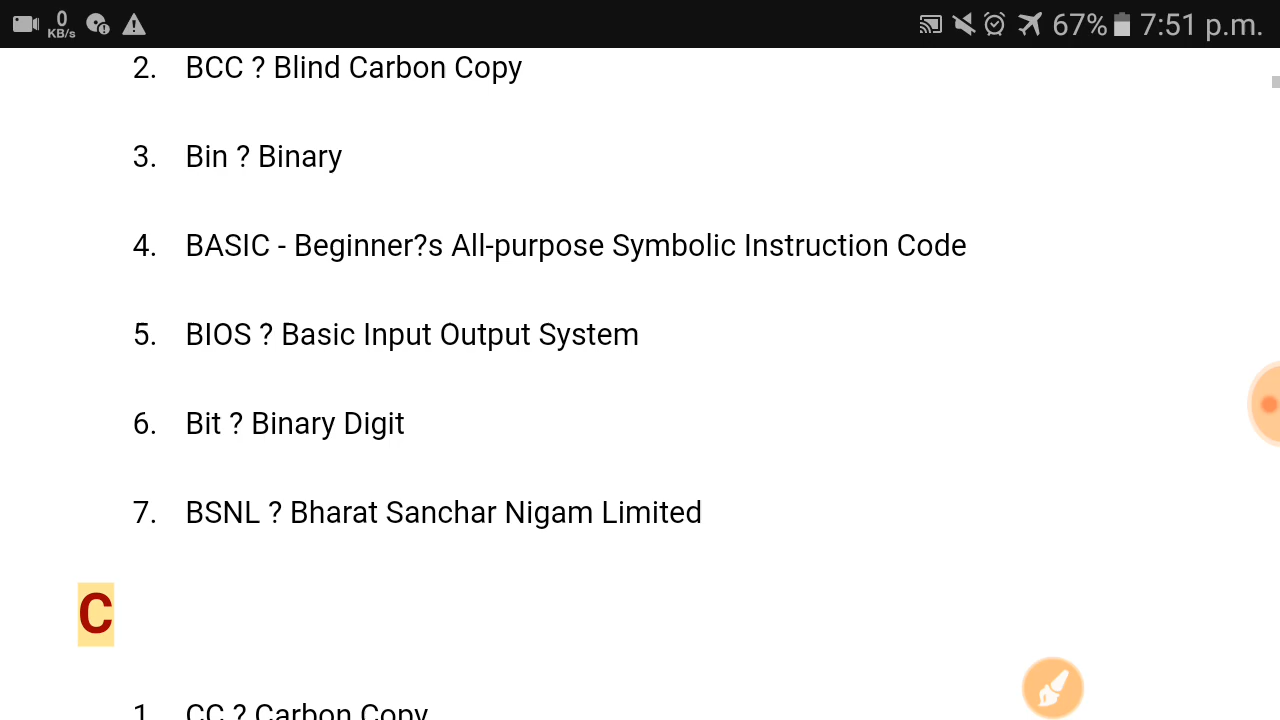 0
KB/s
67% 7:51 p.m.
2. BCC ? Blind Carbon Copy
3. Bin ? Binary
4. BASIC - Beginner?s All-purpose Symbolic Instruction Code
5. BIOS ? Basic Input Output System
6. Bit ? Binary Digit
7. BSNL ? Bharat Sanchar Nigam Limited
C
1. CC ? Carbon Copy